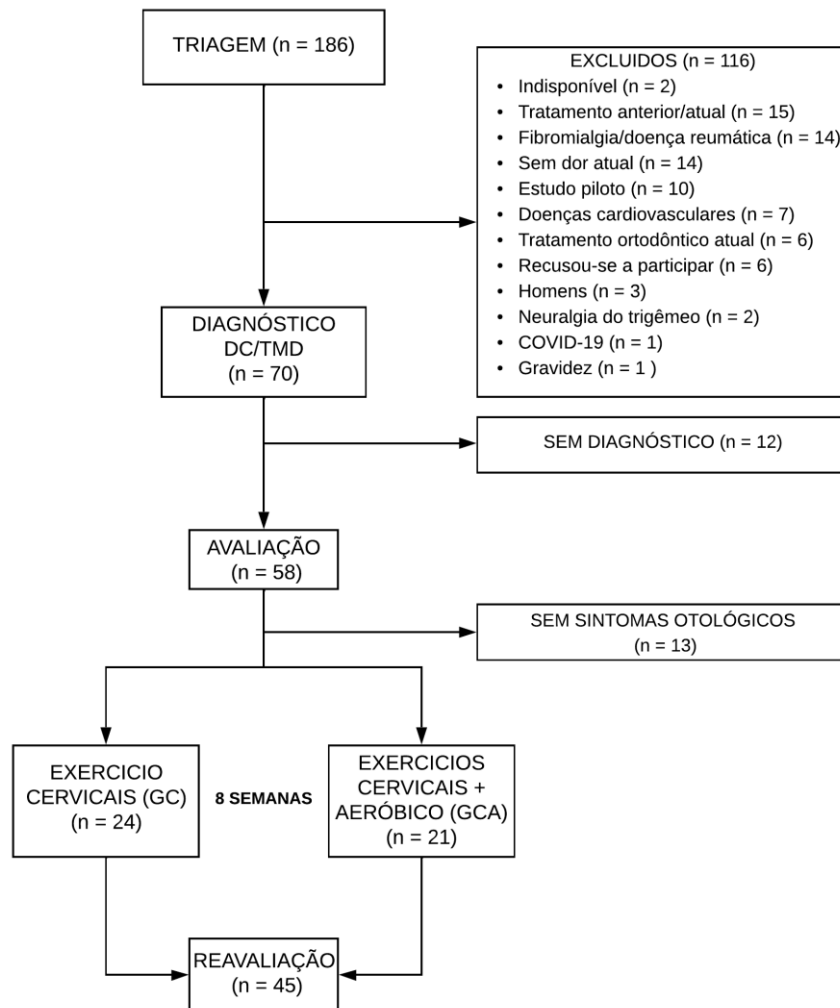 TRIAGEM (n = 186)
EXCLUIDOS (n = 116)
• Indisponível (n = 2)
• Tratamento anterior/atual (n = 15)
• Fibromialgia/doença reumática (n = 14)
• Sem dor atual (n = 14)
• Estudo piloto (n = 10)
• Doenças cardiovasculares (n = 7)
• Tratamento ortodôntico atual (n = 6)
• Recusou-se a participar (n = 6)
• Homens (n = 3)
• Neuralgia do trigêmeo (n = 2)
• COVID-19 (n = 1)
• Gravidez (n = 1 )
DIAGNÓSTICO
DC/TMD
(n = 70)
SEM DIAGNÓSTICO (n = 12)
AVALIAÇÃO
(n = 58)
SEM SINTOMAS OTOLÓGICOS
(n = 13)
EXERCICIO
CERVICAIS (GC)
(n = 24)
8 SEMANAS
EXERCICIOS
CERVICAIS +
AERÓBICO (GCA)
(n = 21)
REAVALIAÇÃO
(n = 45)